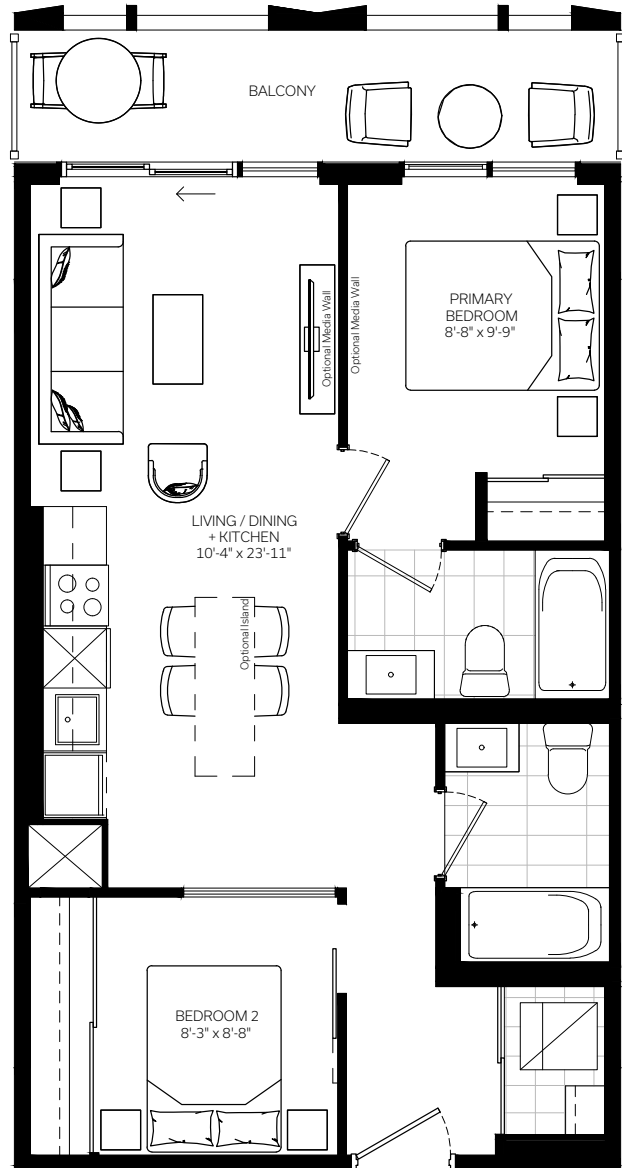 BALCONY
Optional Media Wall
Optional Media Wall
PRIMARY
BEDROOM
8'-8" x 9'-9"
LIVING / DINING
+ KITCHEN
10'-4" x 23'-11"
Optional Island
BEDROOM 2
8'-3" x 8'-8"